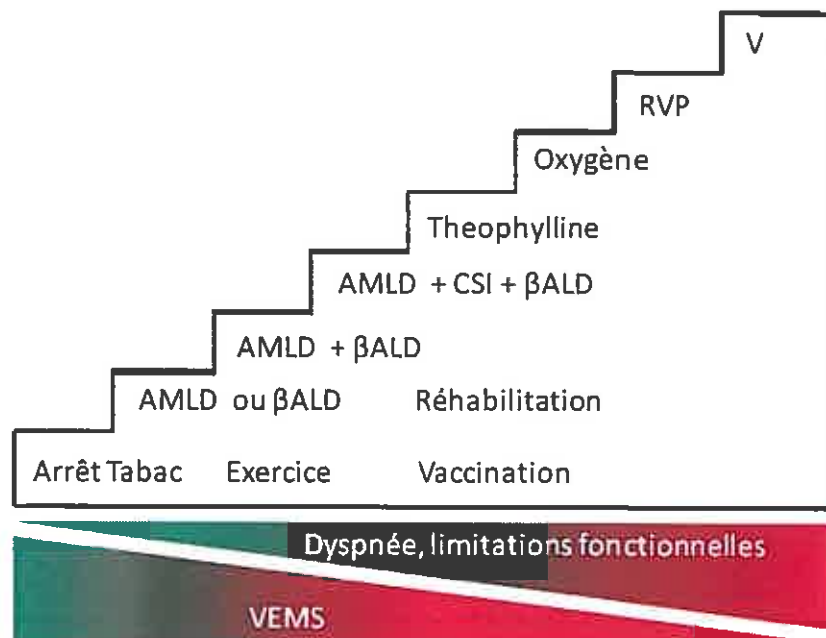 V
RVP
Oxygène
Theophylline
AMLD + CSI + βALD
AMLD + βALD
AMLD ou βALD Réhabilitation
Arrêt Tabac Exercice Vaccination
Dyspnée, limitations fonctionnelles
VEMS